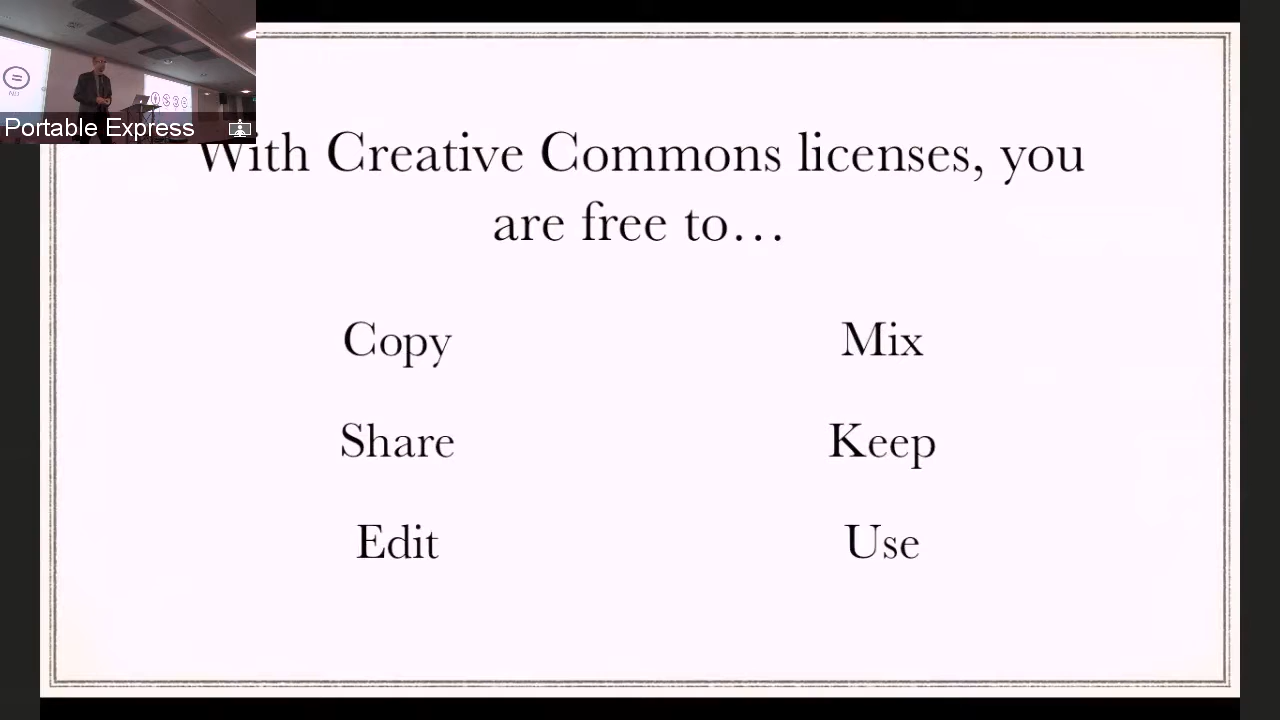 Portable Express
With Creative Commons licenses, you
are free to…
Copy
Mix
Share
Keep
Edit
Use